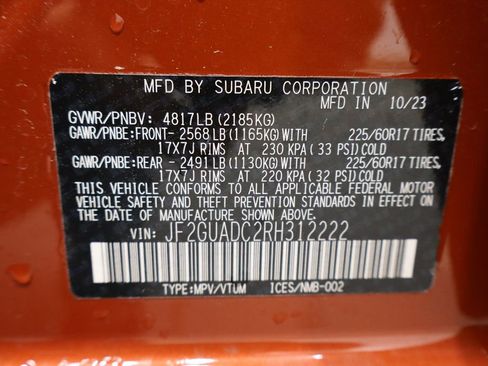 MFD BY SUBARU CORPORATION
10/23
GVWR/PNBV: 4817LB (2185KG)
GAWR/PNBE:FRONT- 2568LB(1165KG)WITH 225/60R17 TIRES,
17X7J RIMS AT 230 KPA ( 33 PSI)COLD
GAWR/PNBE:REAR - 2491LB(1130KG)WITH 225/60R17 TIRES,
17X7J RIMS AT 220 KPA ( 32 PSI)COLD
THIS VEHICLE CONFORMS TO ALL APPLICABLE FEDERAL MOTOR
VEHICLE SAFETY AND THEFT PREVENTION STANDARDS IN EFFECT
ON THE DATE OF MANUFACTURE SHOWN ABOVE.
VIN: JF2GUADC2RH312222
TYPE:MPV/VTUM ICES/NMB-002